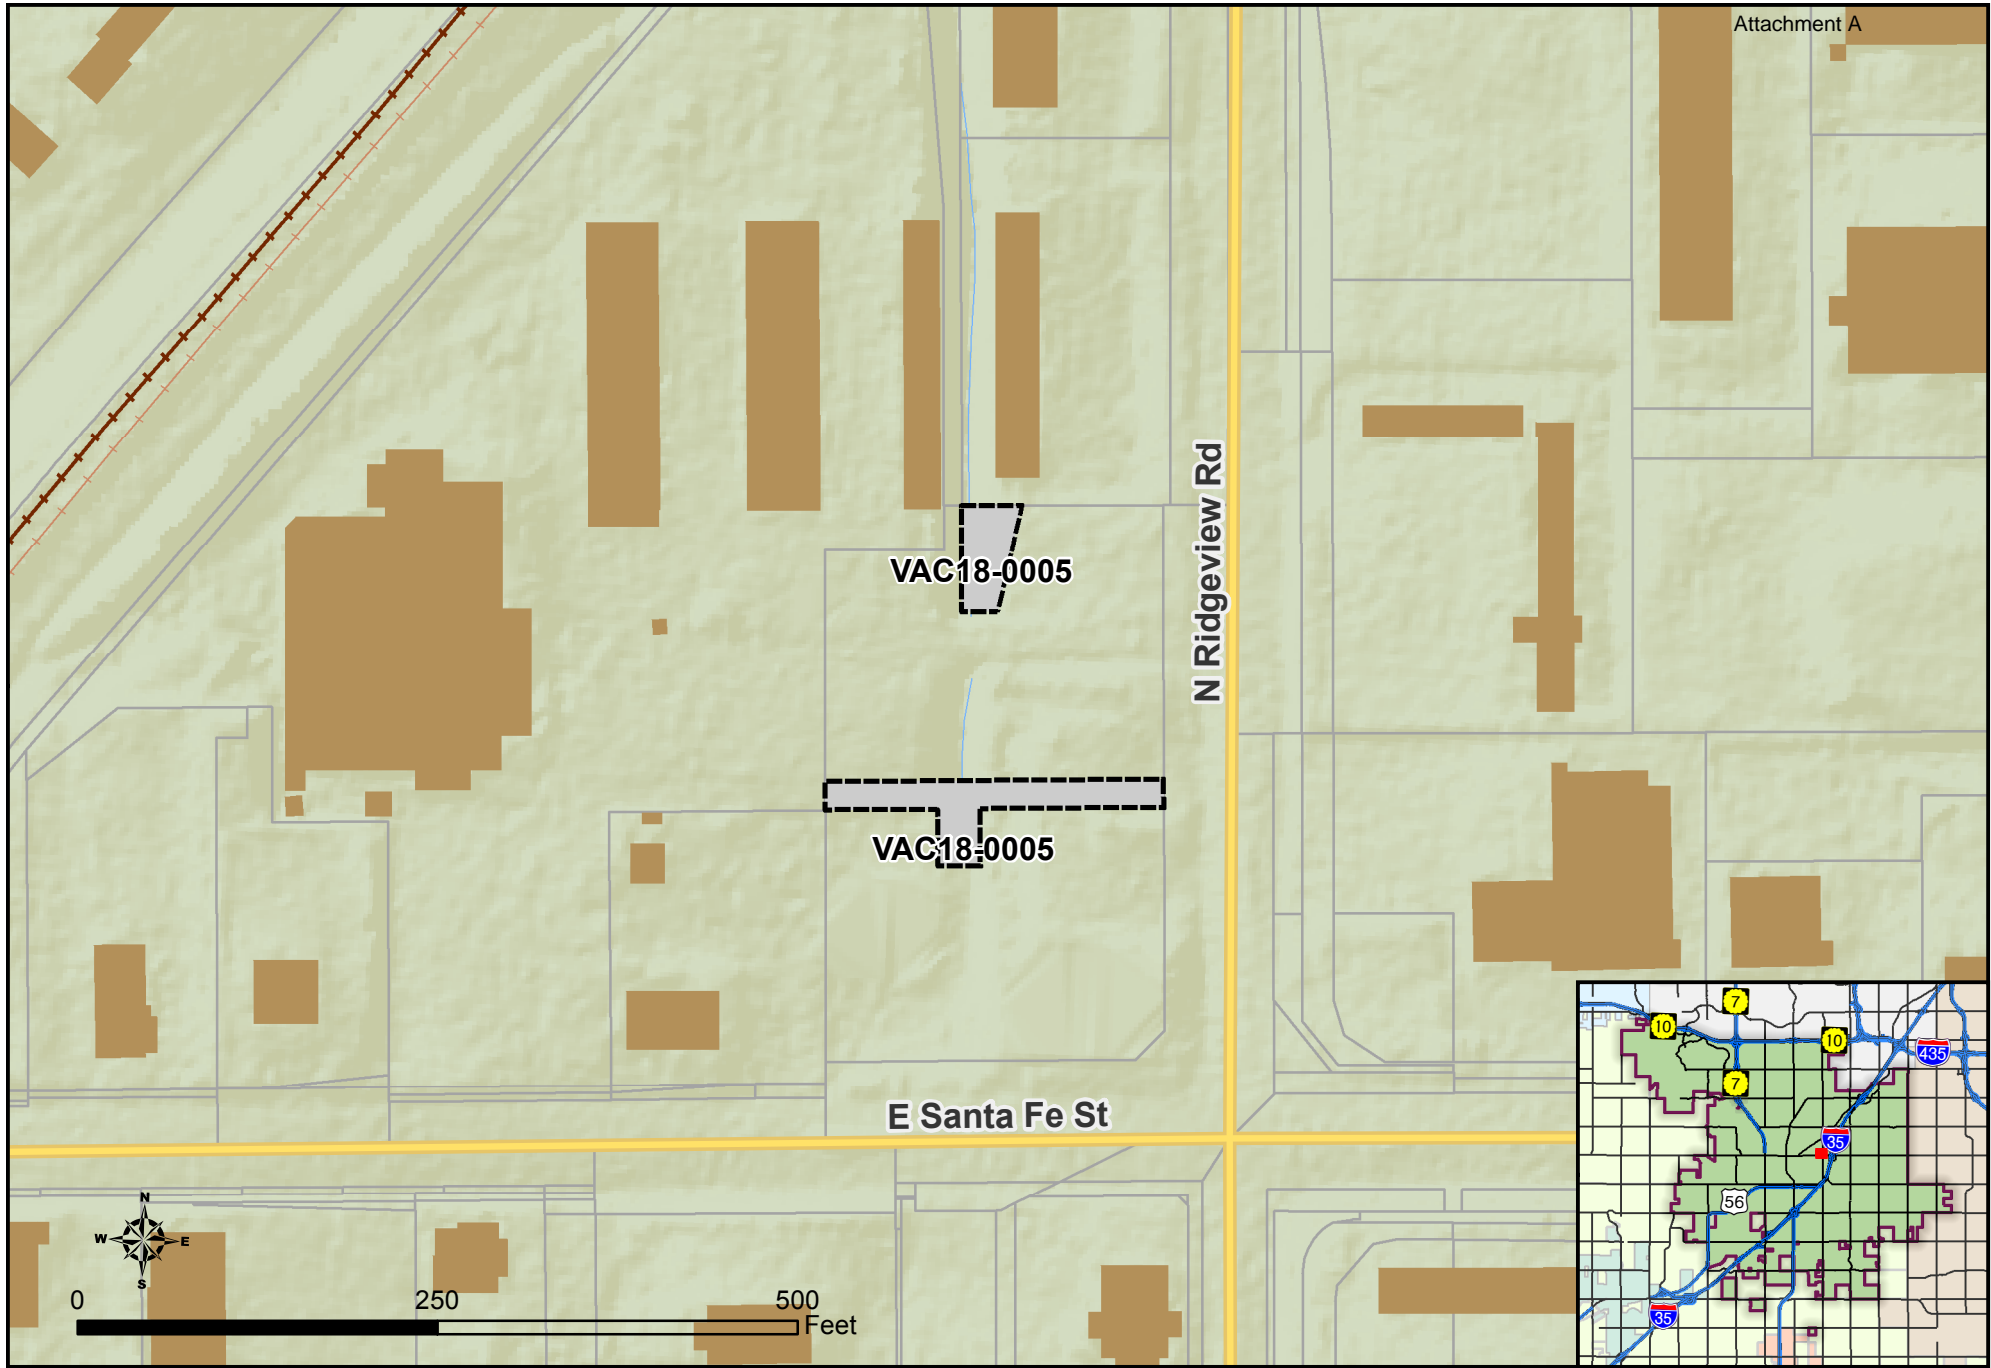 Attachment A
N Ridgeview Rd
VAC18-0005
VAC18-0005
E Santa Fe St
7
10
10
435
7
35
56
35
N
W
E
S
0
250
500
Feet